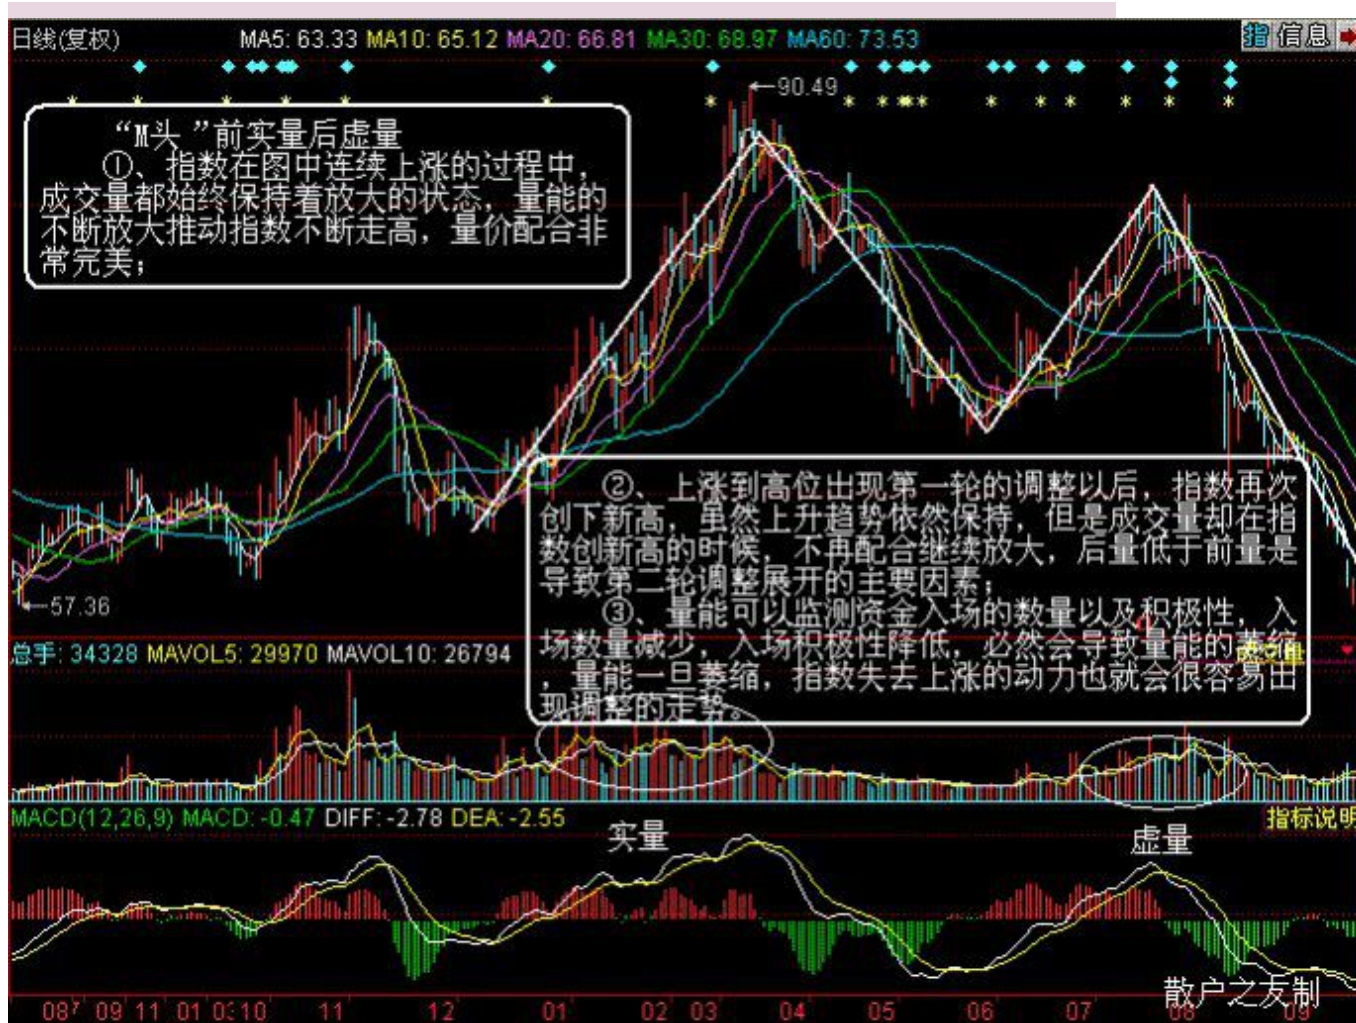 日线(复权) MA5: 63.33 MA10: 65.12 MA20: 66.81 MA30: 68.97 MA60: 73.53 指 信息
90.49
“M头 ”前实量后虚量
①、指数在图中连续上涨的过程中，
成交量都始终保持着放大的状态，量能的
不断放大推动指数不断走高，量价配合非
常完美；
②、上涨到高位出现第一轮的调整以后，指数再次
创下新高，虽然上升趋势依然保持，但是成交量却在指
数创新高的时候，不再配合继续放大，后量低于前量是
导致第二轮调整展开的主要因素；
57.36
③、量能可以监测资金入场的数量以及积极性，入
场数量减少，入场积极性降低，必然会导致量能的萎缩
，量能一旦萎缩，指数失去上涨的动力也就会很容易出
现调整的走势。
总手: 34328 MAVOL5: 29970 MAVOL10: 26794
MACD(12,26,9) MACD: -0.47 DIFF: -2.78 DEA: -2.55 指标说明
实量
虚量
散户之友制
09 11 01 10 11 12 01 02 03 04 05 06 07 08 09